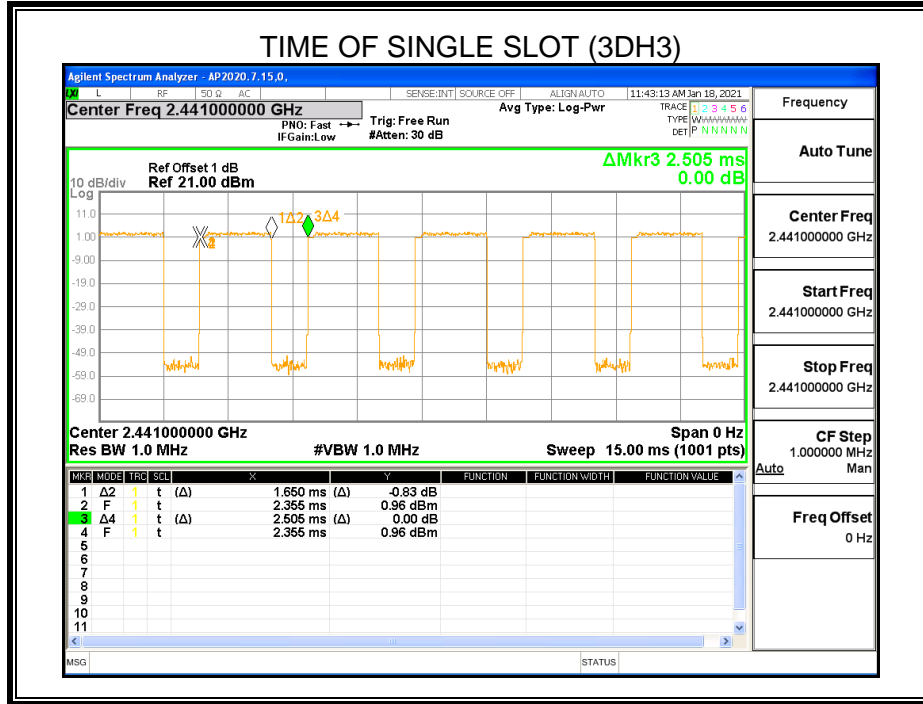 TIME OF SINGLE SLOT (3DH3)
Agilent Spectrum Analyzer - AP2020.7.15,0,
LXI L RF 50 Ω AC SENSE:INT SOURCE OFF ALIGN AUTO 11:43:13 AM Jan 18, 2021
Center Freq 2.441000000 GHz
PNO: Fast
IFGain:Low
Trig: Free Run
#Atten: 30 dB
Avg Type: Log-Pwr
TRACE 1 2 3 4 5 6
TYPE W
DET P N N N N N
ΔMkr3 2.505 ms
0.00 dB
Ref Offset 1 dB
Ref 21.00 dBm
10 dB/div
Log
11.0
1.00
-9.00
-19.0
-29.0
-39.0
-49.0
-59.0
-69.0
1Δ2 3Δ4
Center 2.441000000 GHz Span 0 Hz
Res BW 1.0 MHz #VBW 1.0 MHz Sweep 15.00 ms (1001 pts)
MKR MODE TRC SCL X Y FUNCTION FUNCTION WIDTH FUNCTION VALUE
1 Δ2 1 t (Δ) 1.650 ms (Δ) -0.83 dB
2 F 1 t 2.355 ms 0.96 dBm
3 Δ4 1 t (Δ) 2.505 ms (Δ) 0.00 dB
4 F 1 t 2.355 ms 0.96 dBm
5
6
7
8
9
10
11
MSG STATUS
Frequency
Auto Tune
Center Freq
2.441000000 GHz
Start Freq
2.441000000 GHz
Stop Freq
2.441000000 GHz
CF Step
1.000000 MHz
Auto Man
Freq Offset
0 Hz